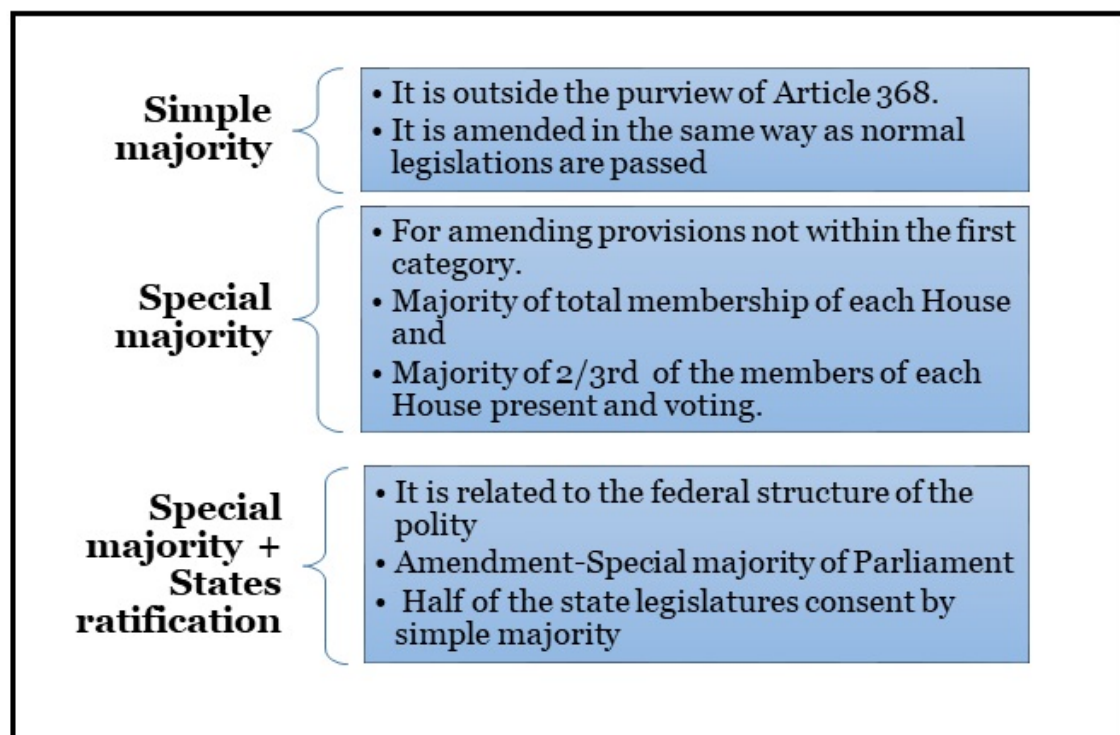 Simple
majority
• It is outside the purview of Article 368.
• It is amended in the same way as normal
legislations are passed
Special
majority
• For amending provisions not within the first
category.
• Majority of total membership of each House
and
• Majority of 2/3rd of the members of each
House present and voting.
Special
majority +
States
ratification
• It is related to the federal structure of the
polity
• Amendment-Special majority of Parliament
• Half of the state legislatures consent by
simple majority